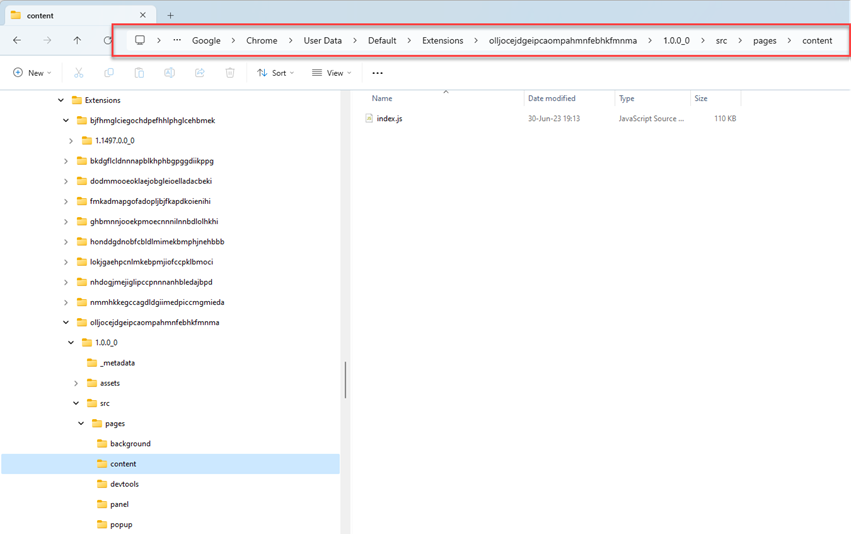 content
Google Chrome User Data Default Extensions olljocejdgeipcaompahmnfebhkfmnma 1.0.0_0 src pages content
New Sort View
Name Date modified Type Size
index.js 30-Jun-23 19:13 JavaScript Source ... 110 KB
Extensions
bjfhmglciegochdpefhhlphglcehbmek
1.1497.0.0_0
bkdgflcldnnnapblkhphbgpggdiikppg
dodmmooeoklaejobgleioelladacbeki
fmkadmapgofadopljbjfkapdkoienihi
ghbmnnjooekpmoecnnnilnnbdlolhkhi
honddgdnobfcbldlmimekbmphjnehbbb
lokjgaehpcnlmkebpmjiofccpklbmoci
nhdogjmejiglipccpnnnanhbledajbpd
nmmhkkegccagdldgiimedpiccmgmieda
olljocejdgeipcaompahmnfebhkfmnma
1.0.0_0
_metadata
assets
src
pages
background
content
devtools
panel
popup